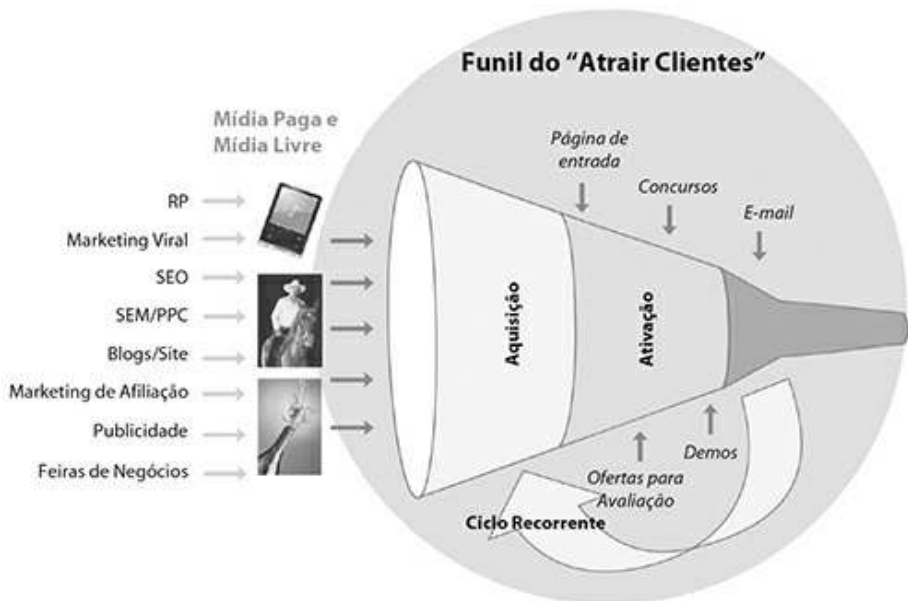 Funil do “Atrair Clientes”
Mídia Paga e
Mídia Livre
RP
Marketing Viral
SEO
SEM/PPC
Blogs/Site
Marketing de Afiliação
Publicidade
Feiras de Negócios
Página de
entrada
Concursos
E-mail
Aquisição
Ativação
Demos
Ofertas para
Avaliação
Ciclo Recorrente